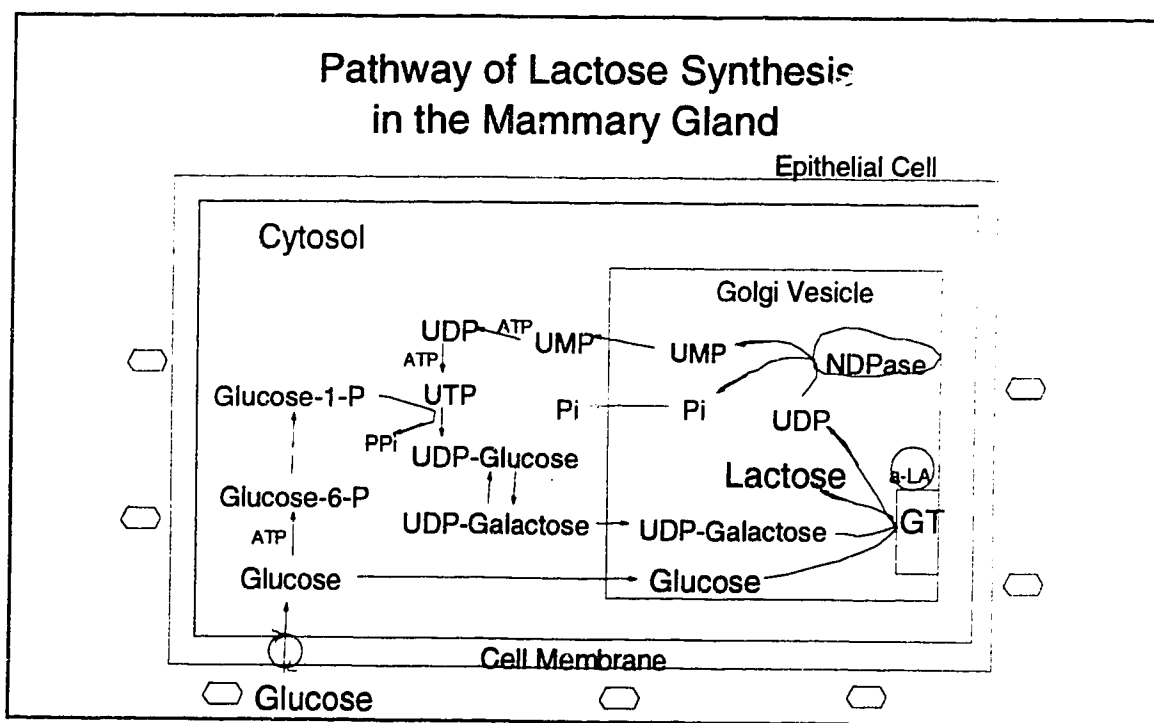 Pathway of Lactose Synthesis
in the Mammary Gland
Epithelial Cell
Cytosol
Golgi Vesicle
UDP
ATP
UMP
UMP
NDPase
ATP
Glucose-1-P
UTP
Pi
Pi
UDP
PPi
UDP-Glucose
Lactose
a-LA
Glucose-6-P
UDP-Galactose
UDP-Galactose
GT
ATP
Glucose
Glucose
Cell Membrane
Glucose